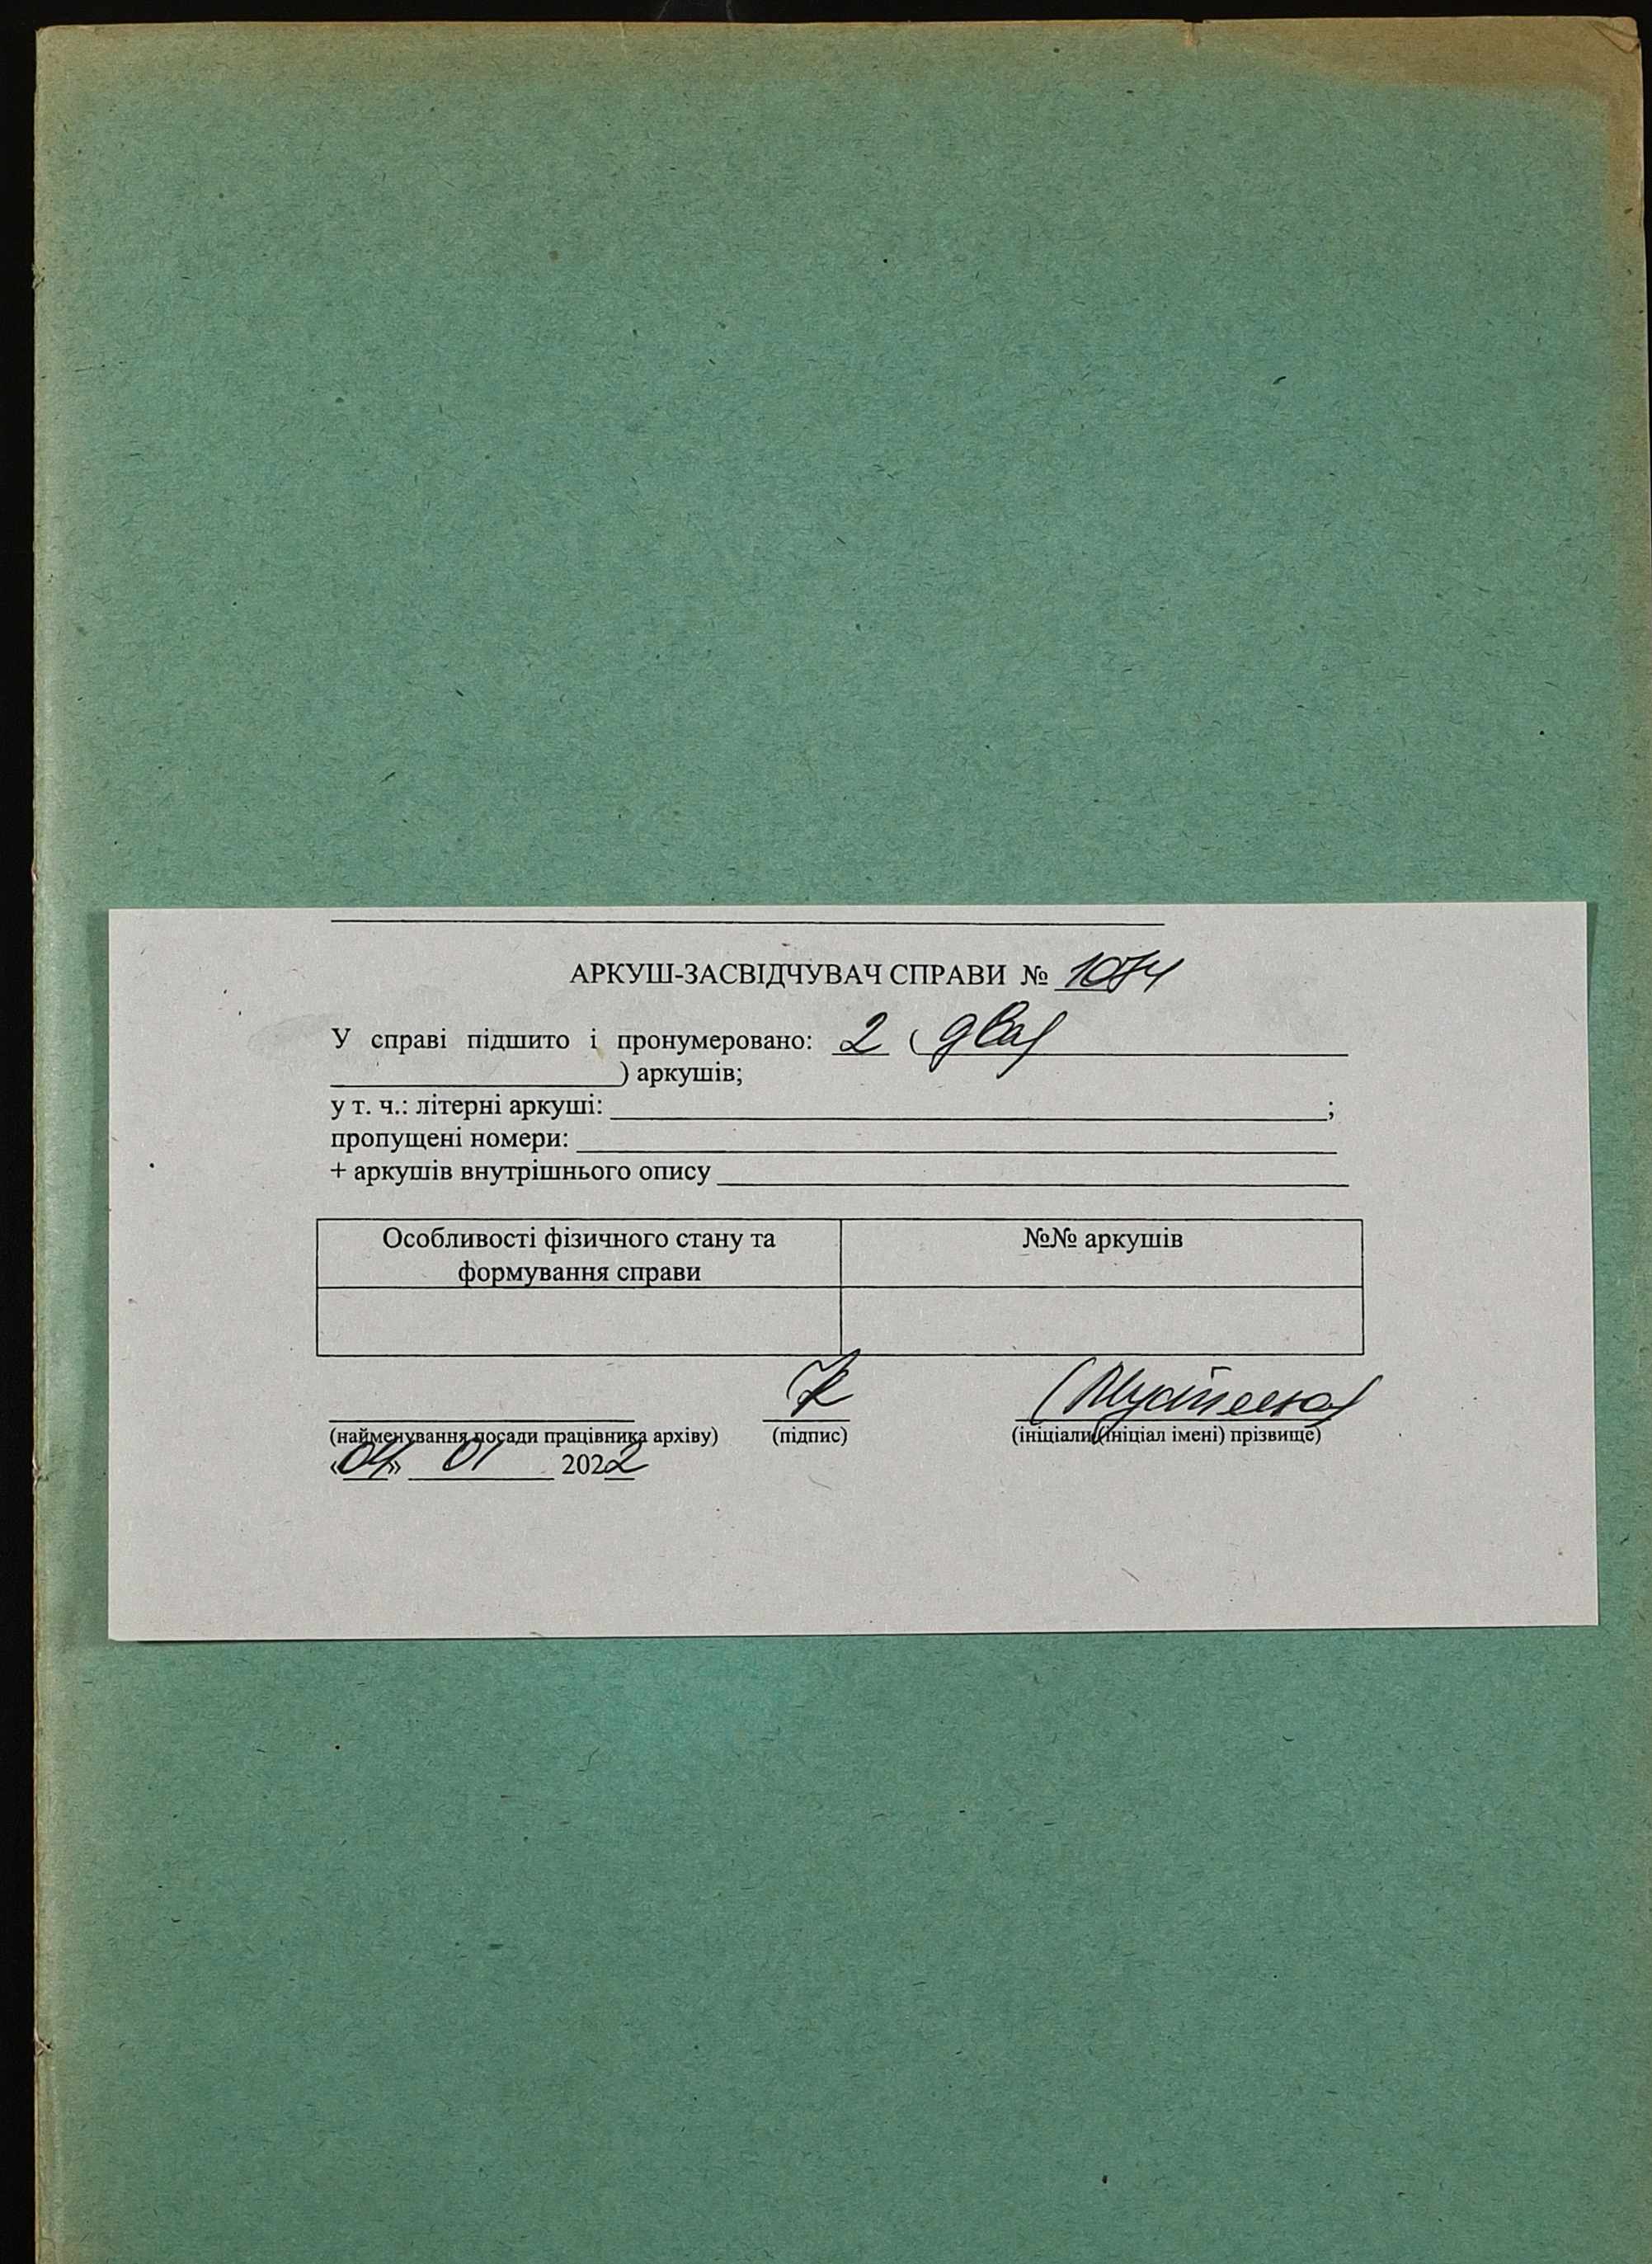 АРКУШ-ЗАСВІДЧУВАЧ СПРАВИ № 1074
У справі підшито і пронумеровано: 2 (два)
) аркушів;
у т. ч.: літерні аркуші: ;
пропущені номери:
+ аркушів внутрішнього опису
Особливості фізичного стану та
формування справи
№№ аркушів
(найменування посади працівника архіву) (підпис) (ініціали (ініціал імені) прізвище)
«04» 01 2022